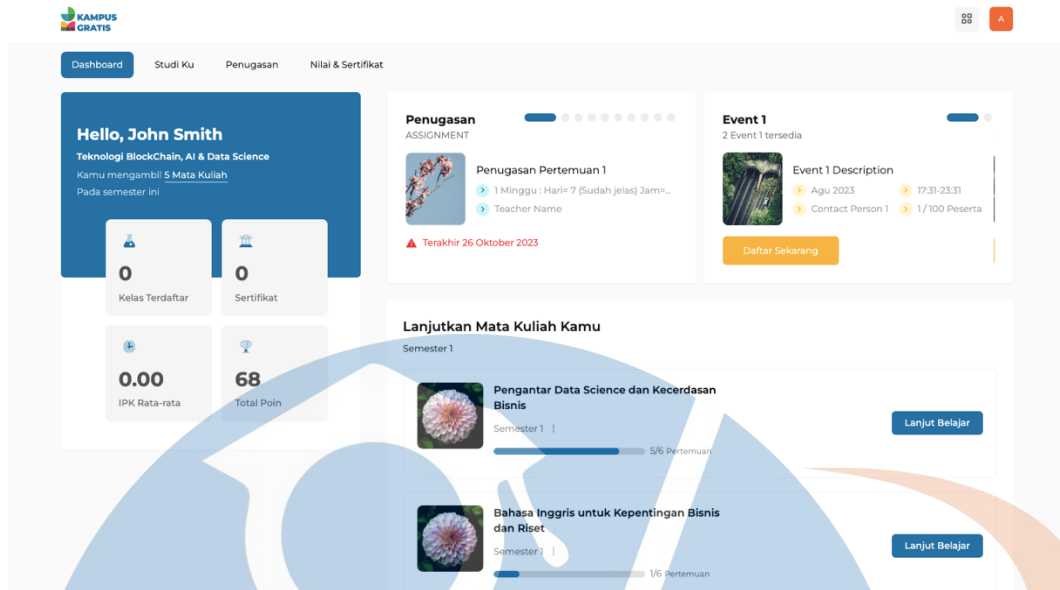 KAMPUS
GRATIS
A
Dashboard
Studi Ku
Penugasan
Nilai & Sertifikat
Hello, John Smith
Teknologi BlockChain, AI & Data Science
Kamu mengambil 5 Mata Kuliah
Pada semester ini
0
Kelas Terdaftar
0
Sertifikat
0.00
IPK Rata-rata
68
Total Poin
Penugasan
ASSIGNMENT
Penugasan Pertemuan 1
1 Minggu : Hari= 7 (Sudah jelas) Jam=...
Teacher Name
Terakhir 26 Oktober 2023
Event 1
2 Event 1 tersedia
Event 1 Description
Agu 2023
17:31-23:31
Contact Person 1
1 / 100 Peserta
Daftar Sekarang
Lanjutkan Mata Kuliah Kamu
Semester 1
Pengantar Data Science dan Kecerdasan
Bisnis
Semester 1 |
5/6 Pertemuan
Lanjut Belajar
Bahasa Inggris untuk Kepentingan Bisnis
dan Riset
Semester 1 |
1/6 Pertemuan
Lanjut Belajar